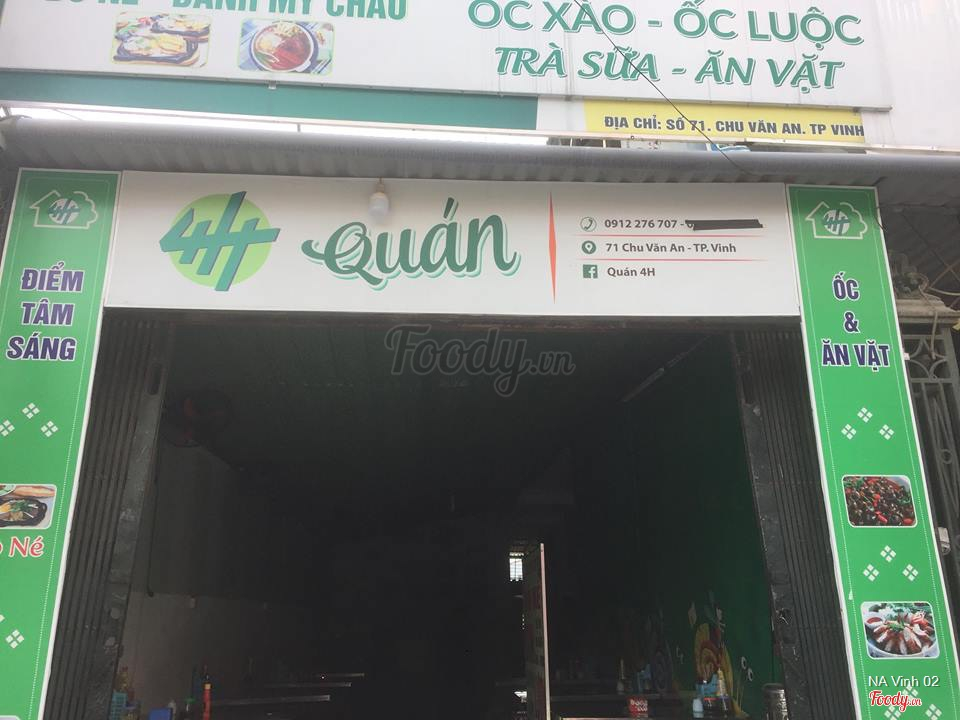 BÁNH MỲ CHẢO
ỐC XÀO - ỐC LUỘC
TRÀ SỮA - ĂN VẶT
ĐỊA CHỈ: SỐ 71. CHU VĂN AN. TP VINH
4H
Quán
0912 276 707 -
71 Chu Văn An - TP. Vinh
Quán 4H
4H
ĐIỂM
TÂM
SÁNG
Né
4H
ỐC
&
ĂN VẶT
Foody.vn
NA Vinh 02
Foody.vn